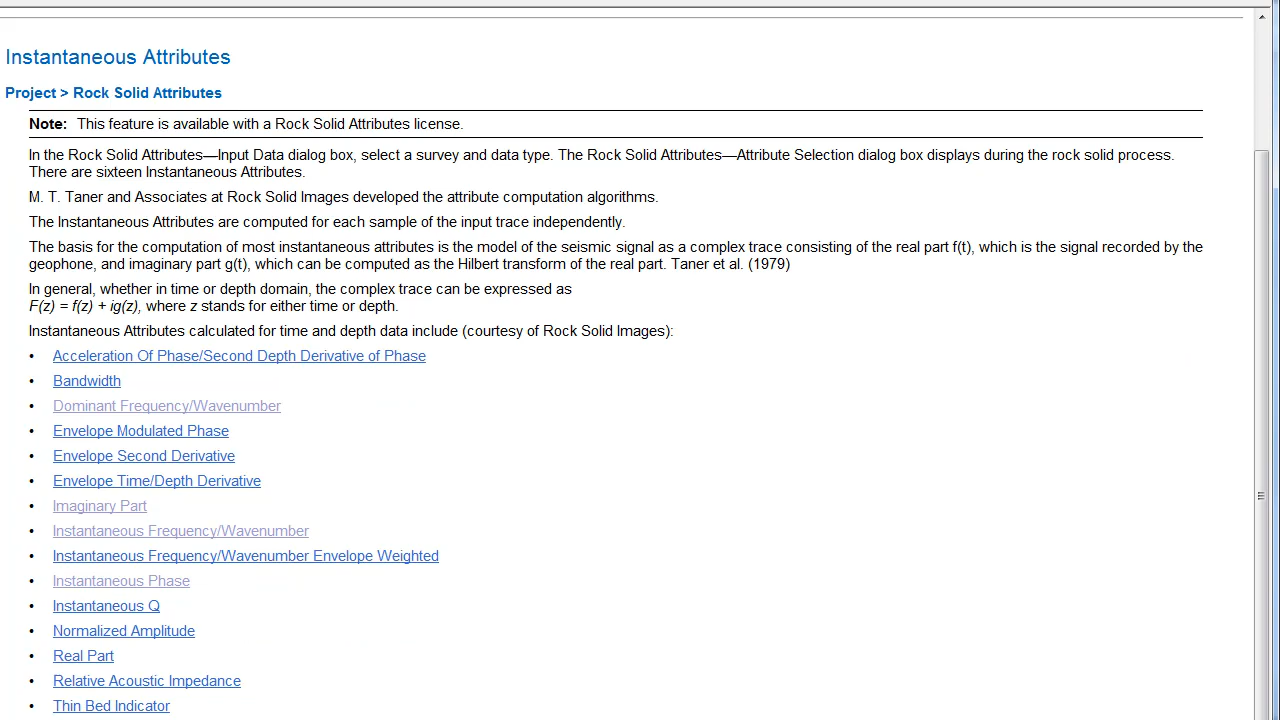 Instantaneous Attributes
Project > Rock Solid Attributes
Note: This feature is available with a Rock Solid Attributes license.
In the Rock Solid Attributes—Input Data dialog box, select a survey and data type. The Rock Solid Attributes—Attribute Selection dialog box displays during the rock solid process.
There are sixteen Instantaneous Attributes.
M. T. Taner and Associates at Rock Solid Images developed the attribute computation algorithms.
The Instantaneous Attributes are computed for each sample of the input trace independently.
The basis for the computation of most instantaneous attributes is the model of the seismic signal as a complex trace consisting of the real part f(t), which is the signal recorded by the
geophone, and imaginary part g(t), which can be computed as the Hilbert transform of the real part. Taner et al. (1979)
In general, whether in time or depth domain, the complex trace can be expressed as
F(z) = f(z) + ig(z), where z stands for either time or depth.
Instantaneous Attributes calculated for time and depth data include (courtesy of Rock Solid Images):
• Acceleration Of Phase/Second Depth Derivative of Phase
• Bandwidth
• Dominant Frequency/Wavenumber
• Envelope Modulated Phase
• Envelope Second Derivative
• Envelope Time/Depth Derivative
• Imaginary Part
• Instantaneous Frequency/Wavenumber
• Instantaneous Frequency/Wavenumber Envelope Weighted
• Instantaneous Phase
• Instantaneous Q
• Normalized Amplitude
• Real Part
• Relative Acoustic Impedance
• Thin Bed Indicator